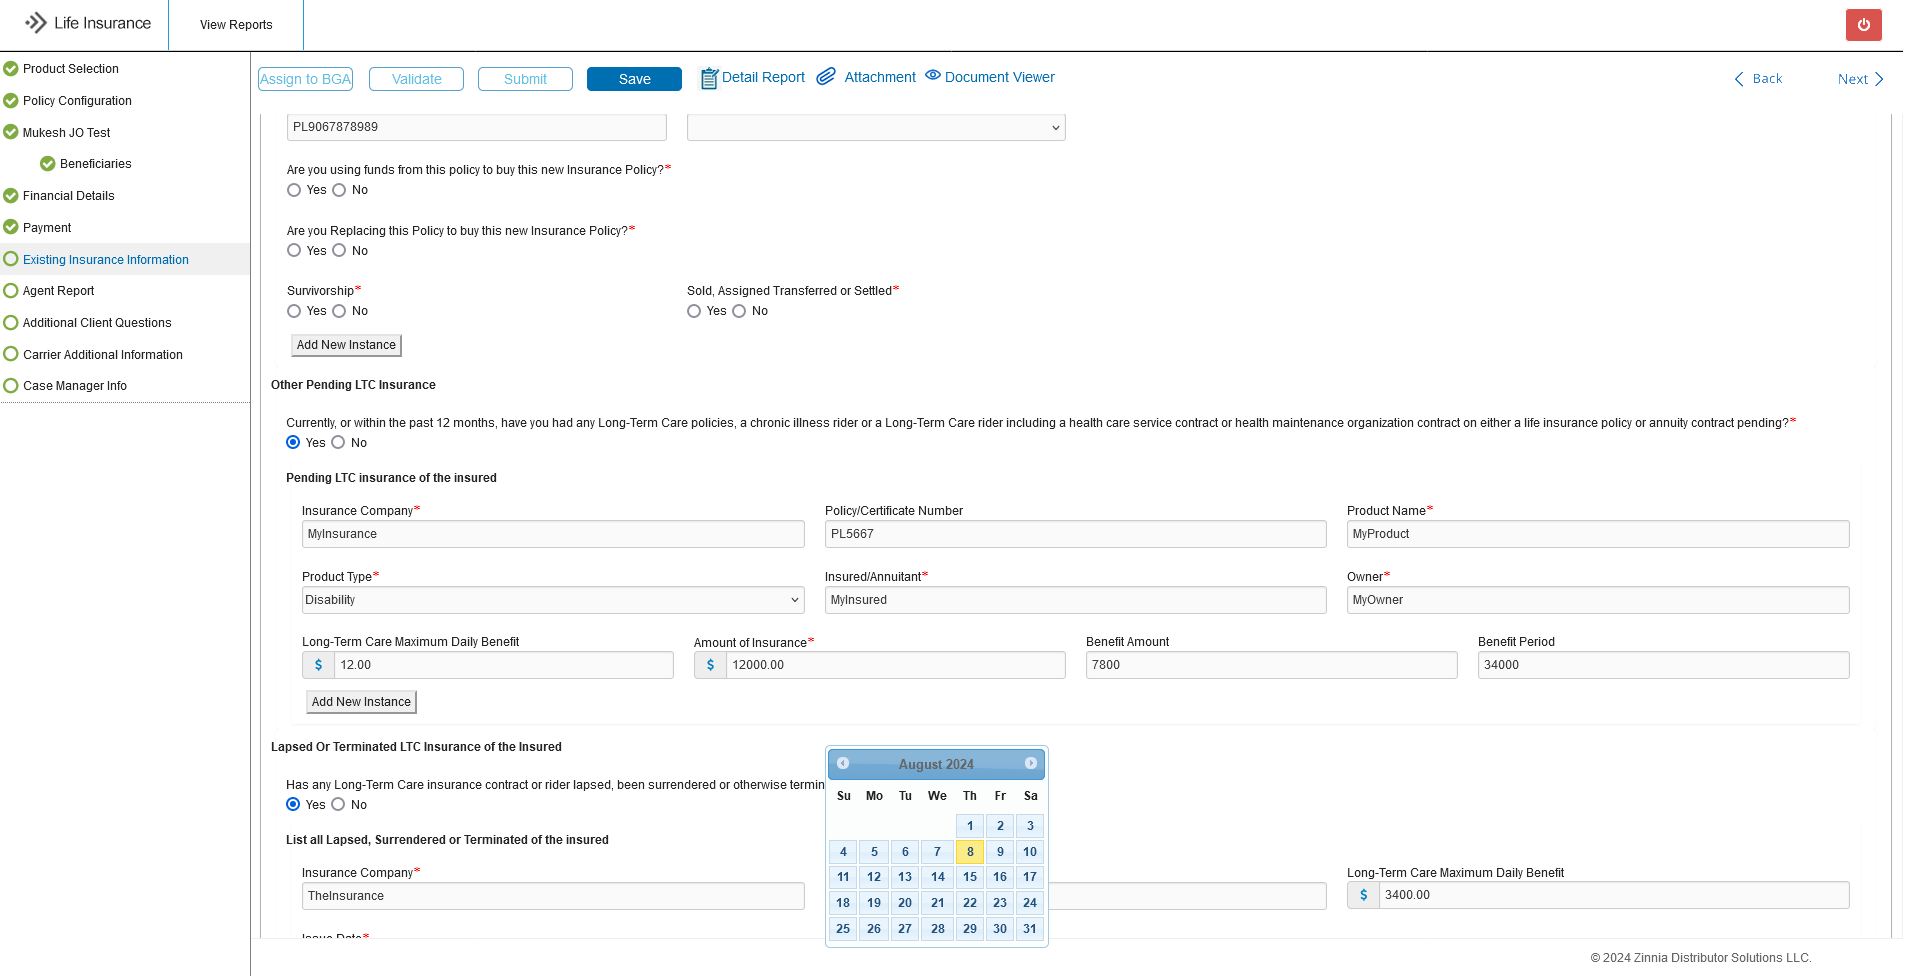 Life Insurance
View Reports
Product Selection
Policy Configuration
Mukesh JO Test
Beneficiaries
Financial Details
Payment
Existing Insurance Information
Agent Report
Additional Client Questions
Carrier Additional Information
Case Manager Info
Assign to BGA Validate Submit Save Detail Report Attachment Document Viewer Back Next
PL9067878989
Are you using funds from this policy to buy this new Insurance Policy?*
Yes No
Are you Replacing this Policy to buy this new Insurance Policy?*
Yes No
Survivorship* Sold, Assigned Transferred or Settled*
Yes No Yes No
Add New Instance
Other Pending LTC Insurance
Currently, or within the past 12 months, have you had any Long-Term Care policies, a chronic illness rider or a Long-Term Care rider including a health care service contract or health maintenance organization contract on either a life insurance policy or annuity contract pending?*
Yes No
Pending LTC insurance of the insured
Insurance Company* Policy/Certificate Number Product Name*
MyInsurance PL5667 MyProduct
Product Type* Insured/Annuitant* Owner*
Disability MyInsured MyOwner
Long-Term Care Maximum Daily Benefit Amount of Insurance* Benefit Amount Benefit Period
$ 12.00 $ 12000.00 7800 34000
Add New Instance
Lapsed Or Terminated LTC Insurance of the Insured
Has any Long-Term Care insurance contract or rider lapsed, been surrendered or otherwise termin
Yes No
List all Lapsed, Surrendered or Terminated of the insured
Insurance Company* Long-Term Care Maximum Daily Benefit
TheInsurance $ 3400.00
Issue Date*
August 2024
Su Mo Tu We Th Fr Sa
1 2 3
4 5 6 7 8 9 10
11 12 13 14 15 16 17
18 19 20 21 22 23 24
25 26 27 28 29 30 31
© 2024 Zinnia Distributor Solutions LLC.